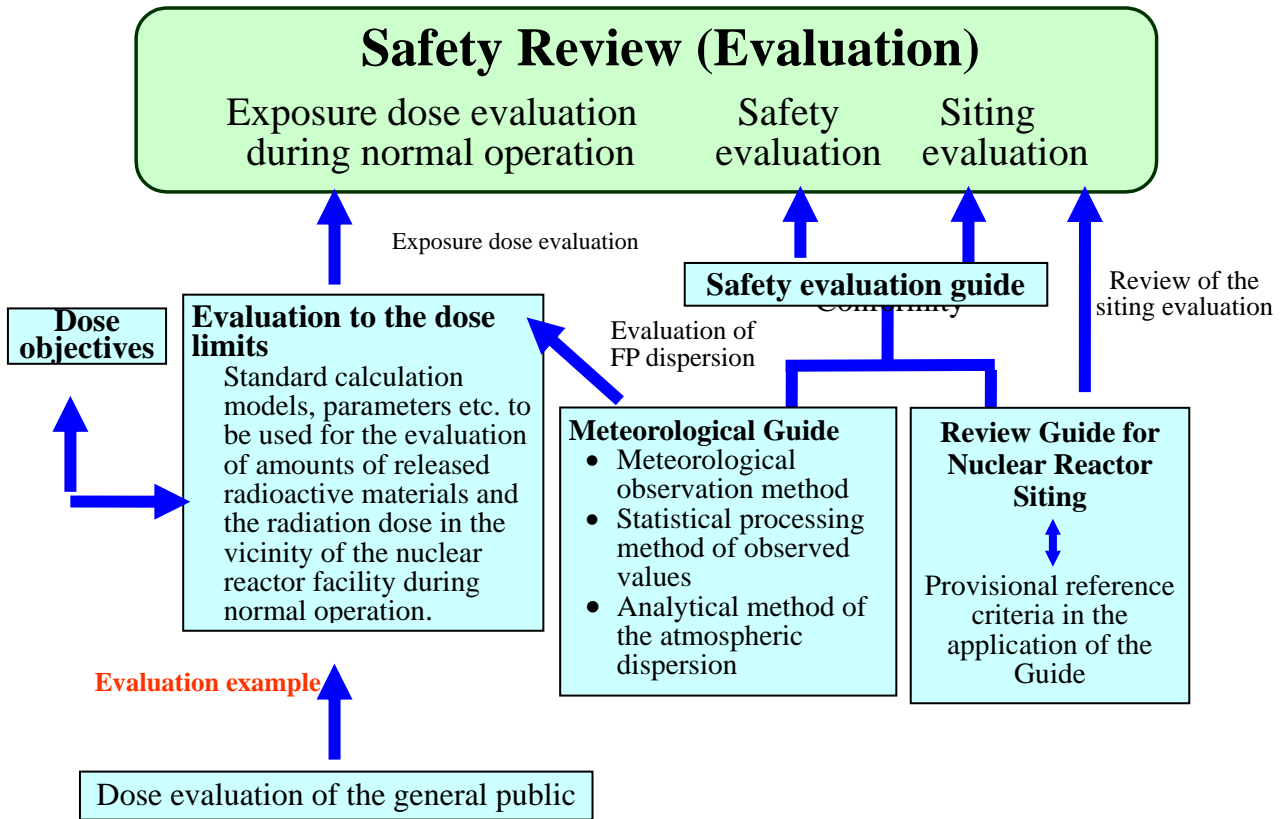 Safety Review (Evaluation)
Exposure dose evaluation
during normal operation
Safety
evaluation
Siting
evaluation
Exposure dose evaluation
Safety evaluation guide
Conformity
Review of the
siting evaluation
Dose
objectives
Evaluation to the dose
limits
Standard calculation
models, parameters etc. to
be used for the evaluation
of amounts of released
radioactive materials and
the radiation dose in the
vicinity of the nuclear
reactor facility during
normal operation.
Evaluation of
FP dispersion
Meteorological Guide
• Meteorological
observation method
• Statistical processing
method of observed
values
• Analytical method of
the atmospheric
dispersion
Review Guide for
Nuclear Reactor
Siting
Provisional reference
criteria in the
application of the
Guide
Evaluation example
Dose evaluation of the general public